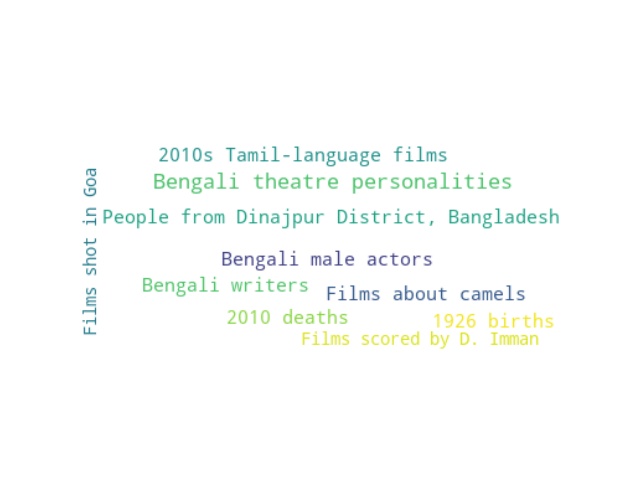 2010s Tamil-language films
Bengali theatre personalities
Films shot in Goa
People from Dinajpur District, Bangladesh
Bengali male actors
Bengali writers
Films about camels
2010 deaths
1926 births
Films scored by D. Imman